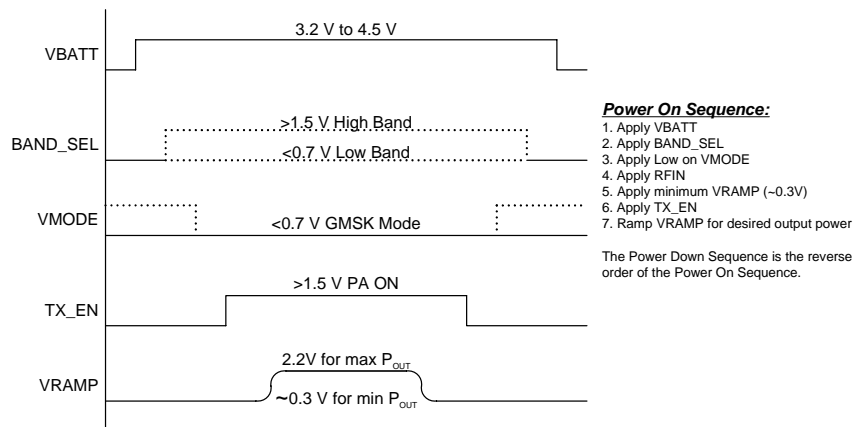 3.2 V to 4.5 V
VBATT
>1.5 V High Band
BAND_SEL
<0.7 V Low Band
VMODE
<0.7 V GMSK Mode
>1.5 V PA ON
TX_EN
2.2V for max POUT
VRAMP
~0.3 V for min POUT
Power On Sequence:
1. Apply VBATT
2. Apply BAND_SEL
3. Apply Low on VMODE
4. Apply RFIN
5. Apply minimum VRAMP (~0.3V)
6. Apply TX_EN
7. Ramp VRAMP for desired output power
The Power Down Sequence is the reverse
order of the Power On Sequence.